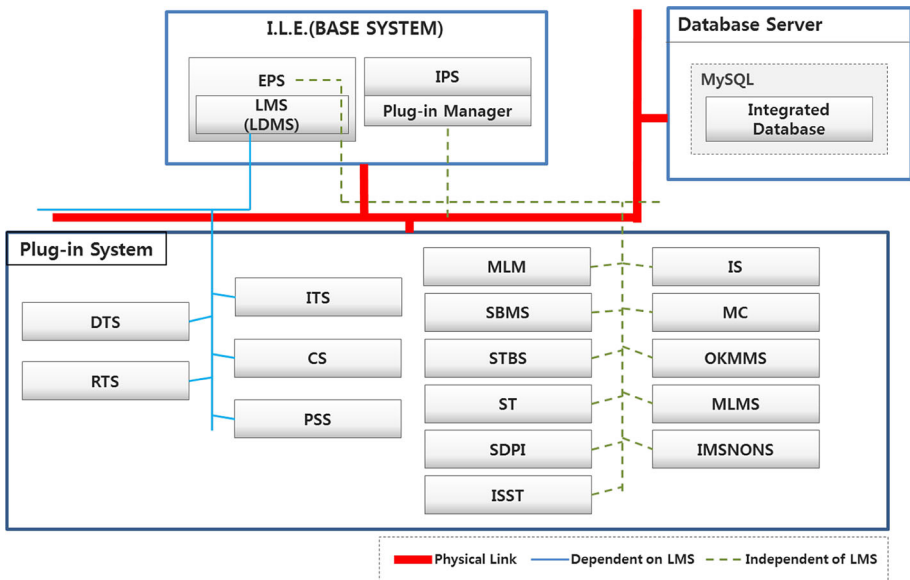 I.L.E.(BASE SYSTEM)
EPS
LMS
(LDMS)
IPS
Plug-in Manager
Database Server
MySQL
Integrated
Database
Plug-in System
DTS
RTS
ITS
CS
PSS
MLM
SBMS
STBS
ST
SDPI
ISST
IS
MC
OKMMS
MLMS
IMSNONS
Physical Link
Dependent on LMS
Independent of LMS